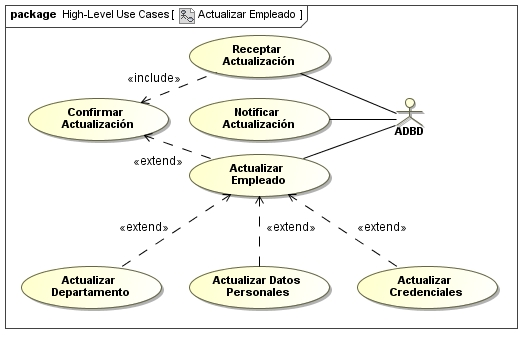 package High-Level Use Cases [ Actualizar Empleado ]
Receptar
Actualización
«include»
Confirmar
Actualización
Notificar
Actualización
ADBD
«extend»
Actualizar
Empleado
«extend»
«extend»
«extend»
Actualizar
Departamento
Actualizar Datos
Personales
Actualizar
Credenciales